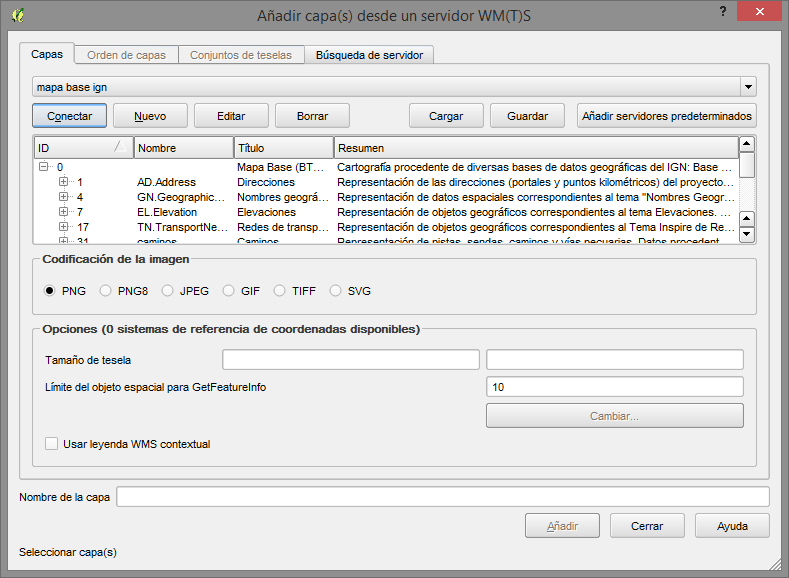 Añadir capa(s) desde un servidor WM(T)S
?
Capas Orden de capas Conjuntos de teselas Búsqueda de servidor
mapa base ign
Conectar Nuevo Editar Borrar Cargar Guardar Añadir servidores predeterminados
ID Nombre Título Resumen
0 Mapa Base (BT... Cartografía procedente de diversas bases de datos geográficas del IGN: Base ...
1 AD.Address Direcciones Representación de las direcciones (portales y puntos kilométricos) del proyecto...
4 GN.Geographic... Nombres geográ... Representación de datos espaciales correspondientes al tema "Nombres Geogr...
7 EL.Elevation Elevaciones Representación de objetos geográficos correspondientes al tema Elevaciones. ...
17 TN.TransportNe... Redes de transp... Representación de objetos geográficos correspondientes al Tema Inspire de Re...
31 caminos Caminos Representación de pistas, sendas, caminos y vías pecuarias. Datos procedent...
Codificación de la imagen
PNG PNG8 JPEG GIF TIFF SVG
Opciones (0 sistemas de referencia de coordenadas disponibles)
Tamaño de tesela
Límite del objeto espacial para GetFeatureInfo 10
Cambiar...
Usar leyenda WMS contextual
Nombre de la capa
Añadir Cerrar Ayuda
Seleccionar capa(s)